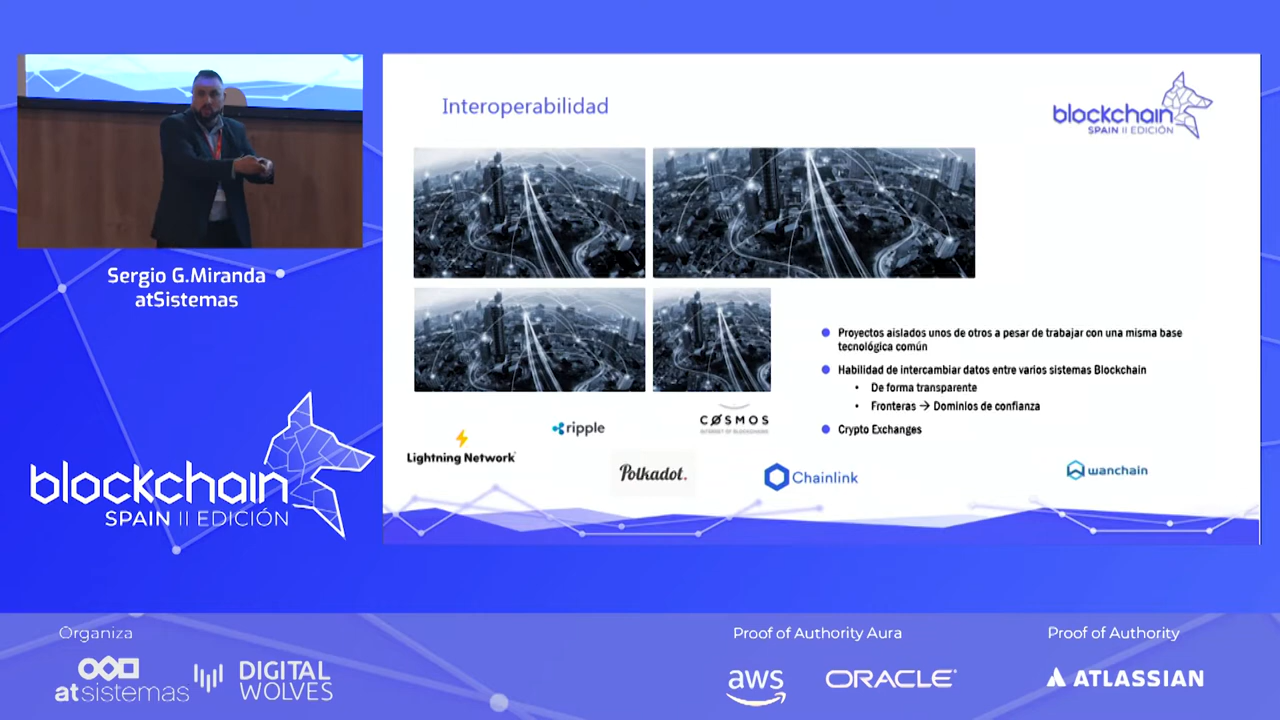 Sergio G.Miranda
atSistemas
blockchain
SPAIN II EDICIÓN
Interoperabilidad
blockchain
SPAIN II EDICIÓN
Proyectos aislados unos de otros a pesar de trabajar con una misma base
tecnológica común
Habilidad de intercambiar datos entre varios sistemas Blockchain
De forma transparente
Fronteras → Dominios de confianza
Crypto Exchanges
ripple
COSMOS
INTERNET OF BLOCKCHAINS
Lightning Network
Polkadot.
Chainlink
wanchain
Organiza
atsistemas
DIGITAL
WOLVES
Proof of Authority Aura
aws
ORACLE
Proof of Authority
ATLASSIAN